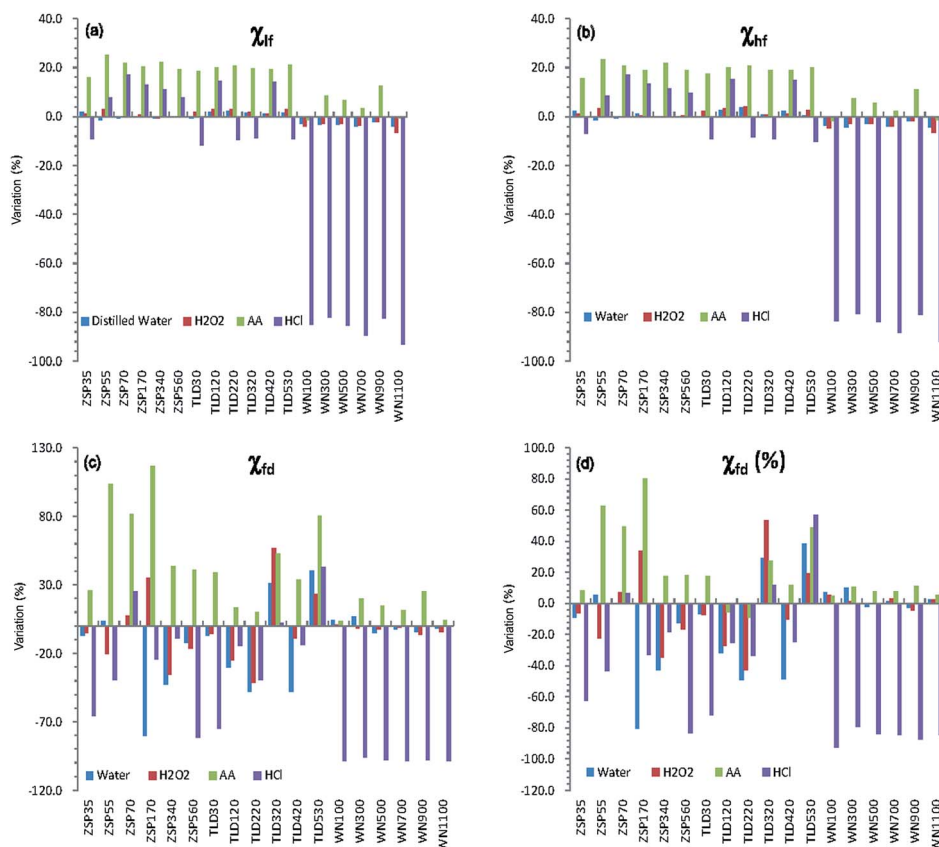 (a)
χlf
40.0
20.0
0.0
-20.0
-40.0
-60.0
-80.0
-100.0
Variation (%)
Distilled Water H2O2 AA HCl
ZSP35
ZSP55
ZSP70
ZSP170
ZSP340
ZSP560
TLD30
TLD120
TLD220
TLD320
TLD420
TLD530
WN100
WN300
WN500
WN700
WN900
WN1100
(b)
χhf
40.0
20.0
0.0
-20.0
-40.0
-60.0
-80.0
-100.0
Variation (%)
Water H2O2 AA HCl
ZSP35
ZSP55
ZSP70
ZSP170
ZSP340
ZSP560
TLD30
TLD120
TLD220
TLD320
TLD420
TLD530
WN100
WN300
WN500
WN700
WN900
WN1100
(c)
χfd
130.0
80.0
30.0
-20.0
-70.0
-120.0
Variation (%)
Water H2O2 AA HCl
ZSP35
ZSP55
ZSP70
ZSP170
ZSP340
ZSP560
TLD30
TLD120
TLD220
TLD320
TLD420
TLD530
WN100
WN300
WN500
WN700
WN900
WN1100
(d)
χfd (%)
100.0
80.0
60.0
40.0
20.0
0.0
-20.0
-40.0
-60.0
-80.0
-100.0
-120.0
Variation (%)
Water H2O2 AA HCl
ZSP35
ZSP55
ZSP70
ZSP170
ZSP340
ZSP560
TLD30
TLD120
TLD220
TLD320
TLD420
TLD530
WN100
WN300
WN500
WN700
WN900
WN1100